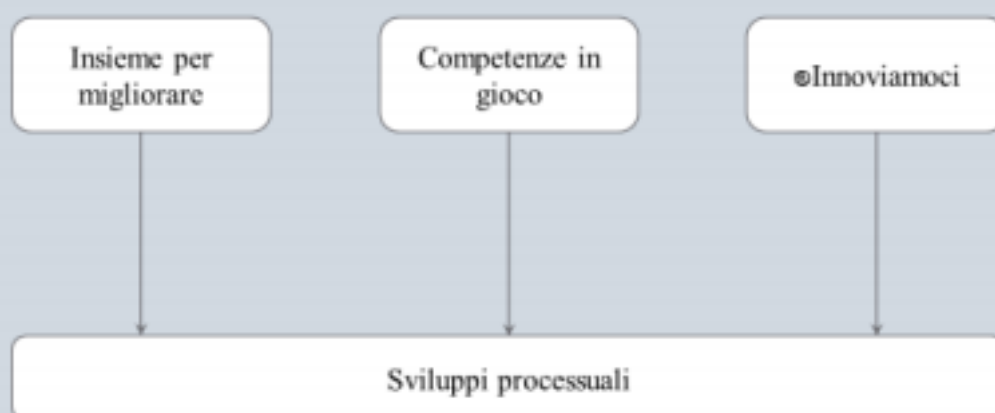 Insieme per
migliorare
Competenze in
gioco
©Innoviamoci
Sviluppi processuali